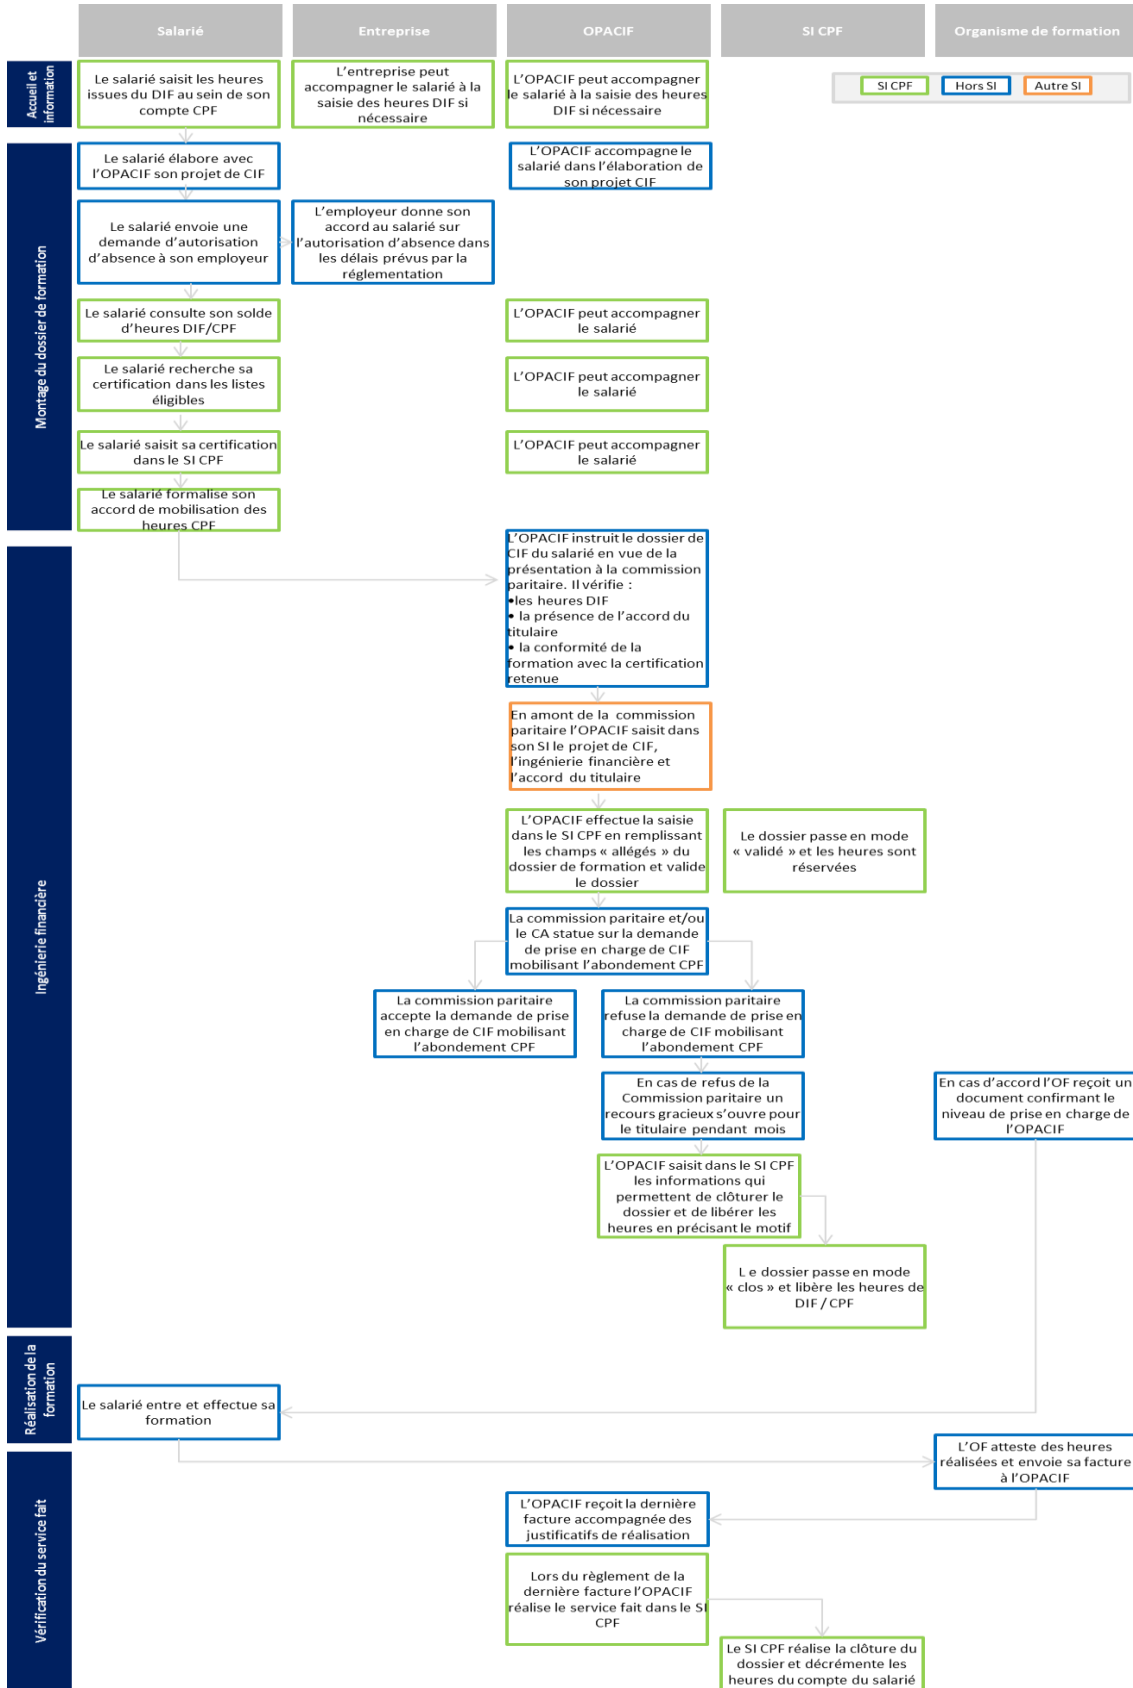 Salarié
Entreprise
OPACIF
SI CPF
Organisme de formation
SI CPF
Hors SI
Autre SI
Accueil et
information
Le salarié saisit les heures
issues du DIF au sein de son
compte CPF
L'entreprise peut
accompagner le salarié à la
saisie des heures DIF si
nécessaire
L'OPACIF peut accompagner
le salarié à la saisie des heures
DIF si nécessaire
Montage du dossier de formation
Le salarié élabore avec
l'OPACIF son projet de CIF
L'OPACIF accompagne le
salarié dans l'élaboration de
son projet CIF
Le salarié envoie une
demande d'autorisation
d'absence à son employeur
L'employeur donne son
accord au salarié sur
l'autorisation d'absence dans
les délais prévus par la
réglementation
Le salarié consulte son solde
d'heures DIF/CPF
L'OPACIF peut accompagner
le salarié
Le salarié recherche sa
certification dans les listes
éligibles
L'OPACIF peut accompagner
le salarié
Le salarié saisit sa certification
dans le SI CPF
L'OPACIF peut accompagner
le salarié
Le salarié formalise son
accord de mobilisation des
heures CPF
Ingénierie financière
L'OPACIF instruit le dossier de
CIF du salarié en vue de la
présentation à la commission
paritaire. Il vérifie :
•les heures DIF
• la présence de l'accord du
titulaire
• la conformité de la
formation avec la certification
retenue
En amont de la commission
paritaire l'OPACIF saisit dans
son SI le projet de CIF,
l'ingénierie financière et
l'accord du titulaire
L'OPACIF effectue la saisie
dans le SI CPF en remplissant
les champs « allégés » du
dossier de formation et valide
le dossier
Le dossier passe en mode
« validé » et les heures sont
réservées
La commission paritaire et/ou
le CA statue sur la demande
de prise en charge de CIF
mobilisant l'abondement CPF
La commission paritaire
accepte la demande de prise
en charge de CIF mobilisant
l'abondement CPF
La commission paritaire
refuse la demande de prise en
charge de CIF mobilisant
l'abondement CPF
En cas de refus de la
Commission paritaire un
recours gracieux s'ouvre pour
le titulaire pendant mois
En cas d'accord l'OF reçoit un
document confirmant le
niveau de prise en charge de
l'OPACIF
L'OPACIF saisit dans le SI CPF
les informations qui
permettent de clôturer le
dossier et de libérer les
heures en précisant le motif
L e dossier passe en mode
« clos » et libère les heures de
DIF / CPF
Réalisation de la
formation
Le salarié entre et effectue sa
formation
Vérification du service fait
L'OF atteste des heures
réalisées et envoie sa facture
à l'OPACIF
L'OPACIF reçoit la dernière
facture accompagnée des
justificatifs de réalisation
Lors du règlement de la
dernière facture l'OPACIF
réalise le service fait dans le SI
CPF
Le SI CPF réalise la clôture du
dossier et décrémente les
heures du compte du salarié